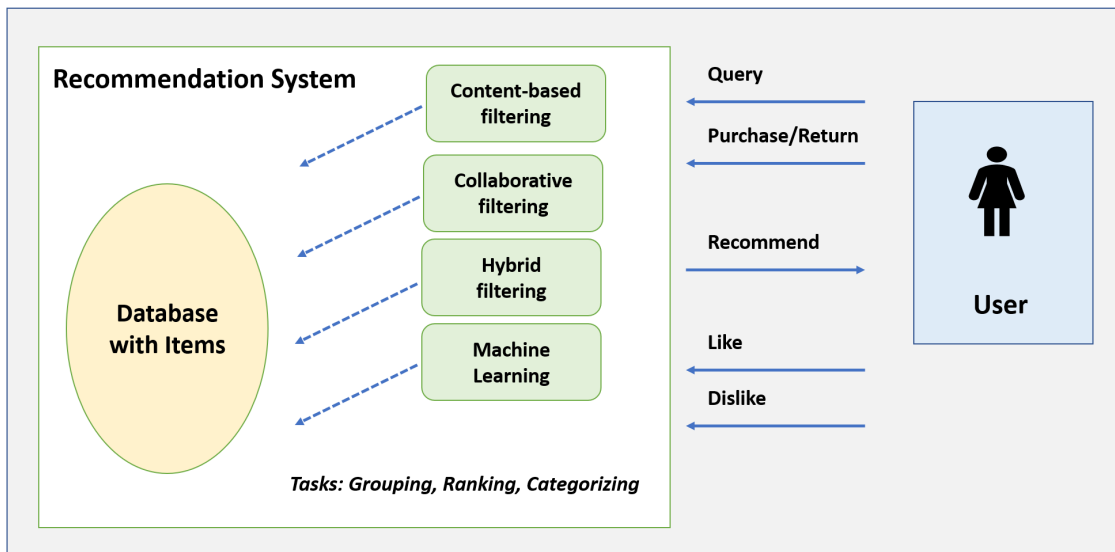 Recommendation System
Content-based
filtering
Collaborative
filtering
Hybrid
filtering
Machine
Learning
Database
with Items
Tasks: Grouping, Ranking, Categorizing
Query
Purchase/Return
Recommend
Like
Dislike
User